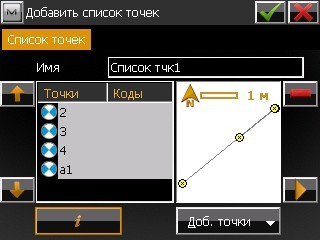 M Добавить список точек
Список точек
Имя Список тчк1
Точки Коды
N 1 м
2
3
4
a1
i Доб. точки